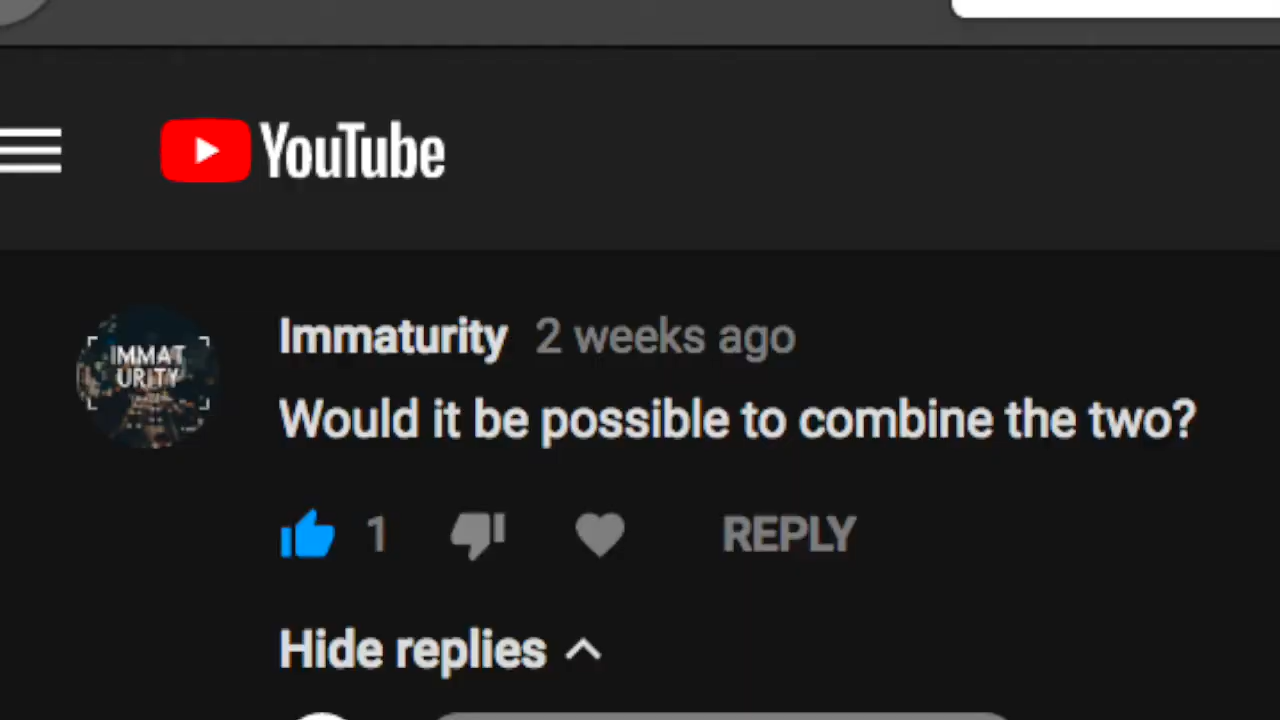 YouTube
IMMAT
URITY
Immaturity 2 weeks ago
Would it be possible to combine the two?
1 REPLY
Hide replies